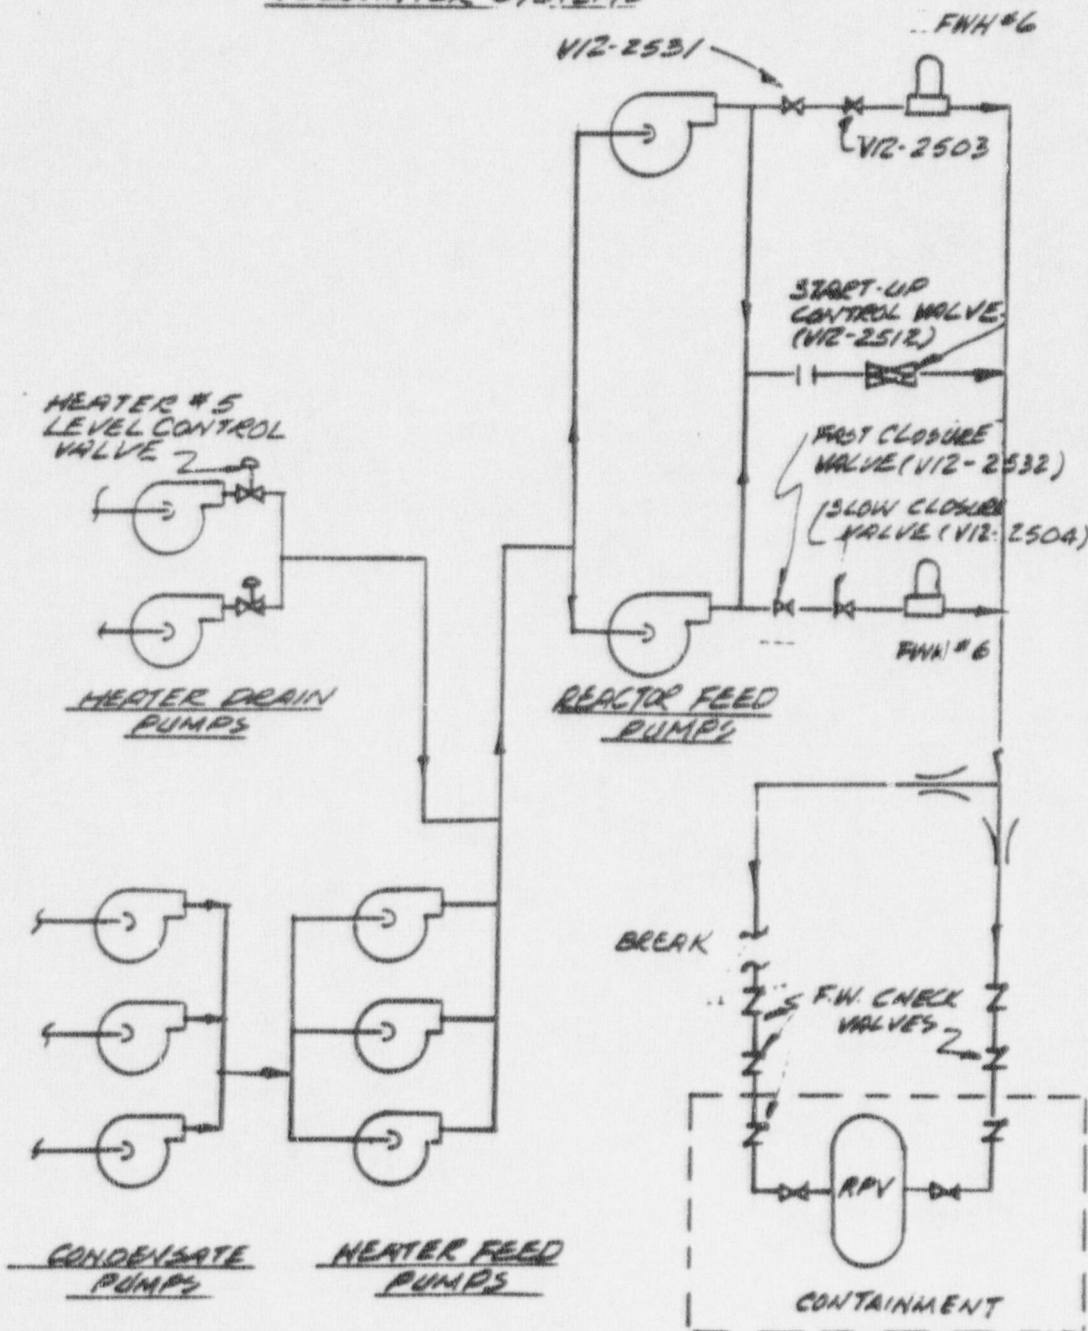 FWH #6
V12-2531
V12-2503
START-UP
CONTROL VALVE
(V12-2512)
HEATER #5
LEVEL CONTROL
VALVE
FAST CLOSURE
VALVE (V12-2532)
SLOW CLOSURE
VALVE (V12-2504)
FWH #6
HEATER DRAIN
PUMPS
REACTOR FEED
PUMPS
BREAK
F.W. CHECK
VALVES
RPV
CONDENSATE
PUMPS
HEATER FEED
PUMPS
CONTAINMENT